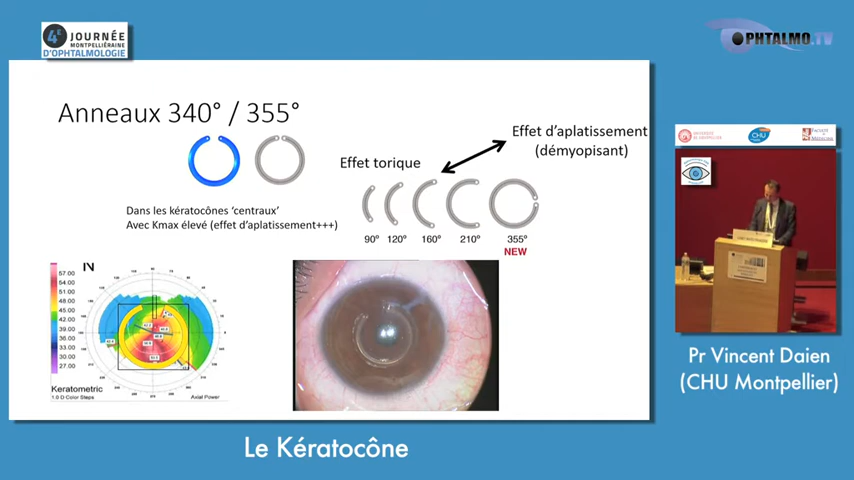 4E JOURNÉE
MONTPELLIÉRAINE
D'OPHTALMOLOGIE
OPHTALMO.TV
Anneaux 340° / 355°
Effet d'aplatissement
(démyopisant)
Effet torique
Dans les kératocônes 'centraux'
Avec Kmax élevé (effet d'aplatissement+++)
90° 120° 160° 210° 355°
NEW
N
57.00
54.00
51.00
48.00
45.00
42.00
39.00
36.00
33.00
30.00
27.00
Keratometric
1.0 D Color Steps
Axial Power
CHU
Pr Vincent Daien
(CHU Montpellier)
Le Kératocône